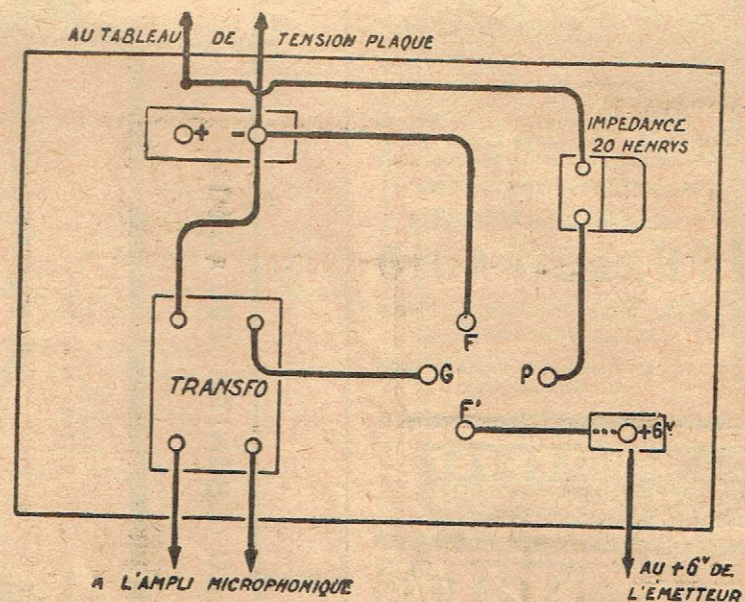 AU TABLEAU DE TENSION PLAQUE
+ -
IMPEDANCE
20 HENRYS
F
TRANSFO
G P
F'
+6V
A L'AMPLI MICROPHONIQUE
AU +6V DE
L'EMETTEUR